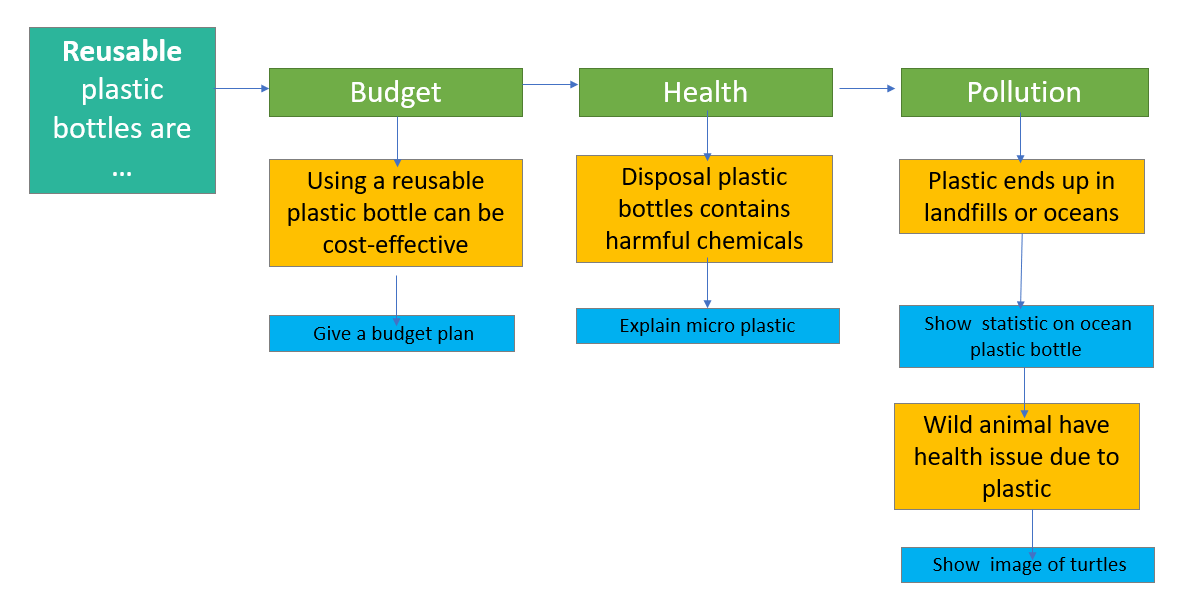 Reusable
plastic
bottles are
...
Budget
Using a reusable
plastic bottle can be
cost-effective
Give a budget plan
Health
Disposal plastic
bottles contains
harmful chemicals
Explain micro plastic
Pollution
Plastic ends up in
landfills or oceans
Show statistic on ocean
plastic bottle
Wild animal have
health issue due to
plastic
Show image of turtles